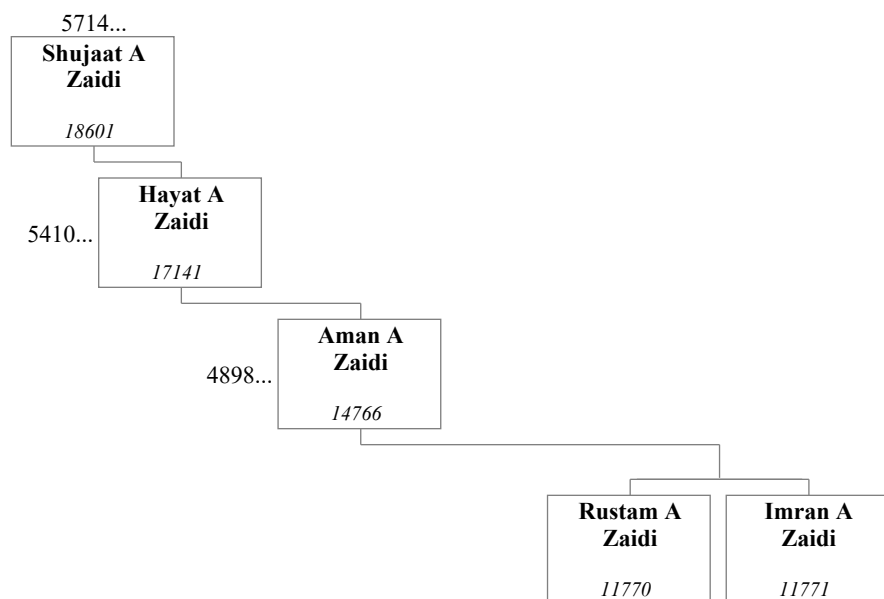 5714...
Shujaat A
Zaidi
18601
Hayat A
Zaidi
5410...
17141
Aman A
Zaidi
4898...
14766
Rustam A
Zaidi
11770
Imran A
Zaidi
11771